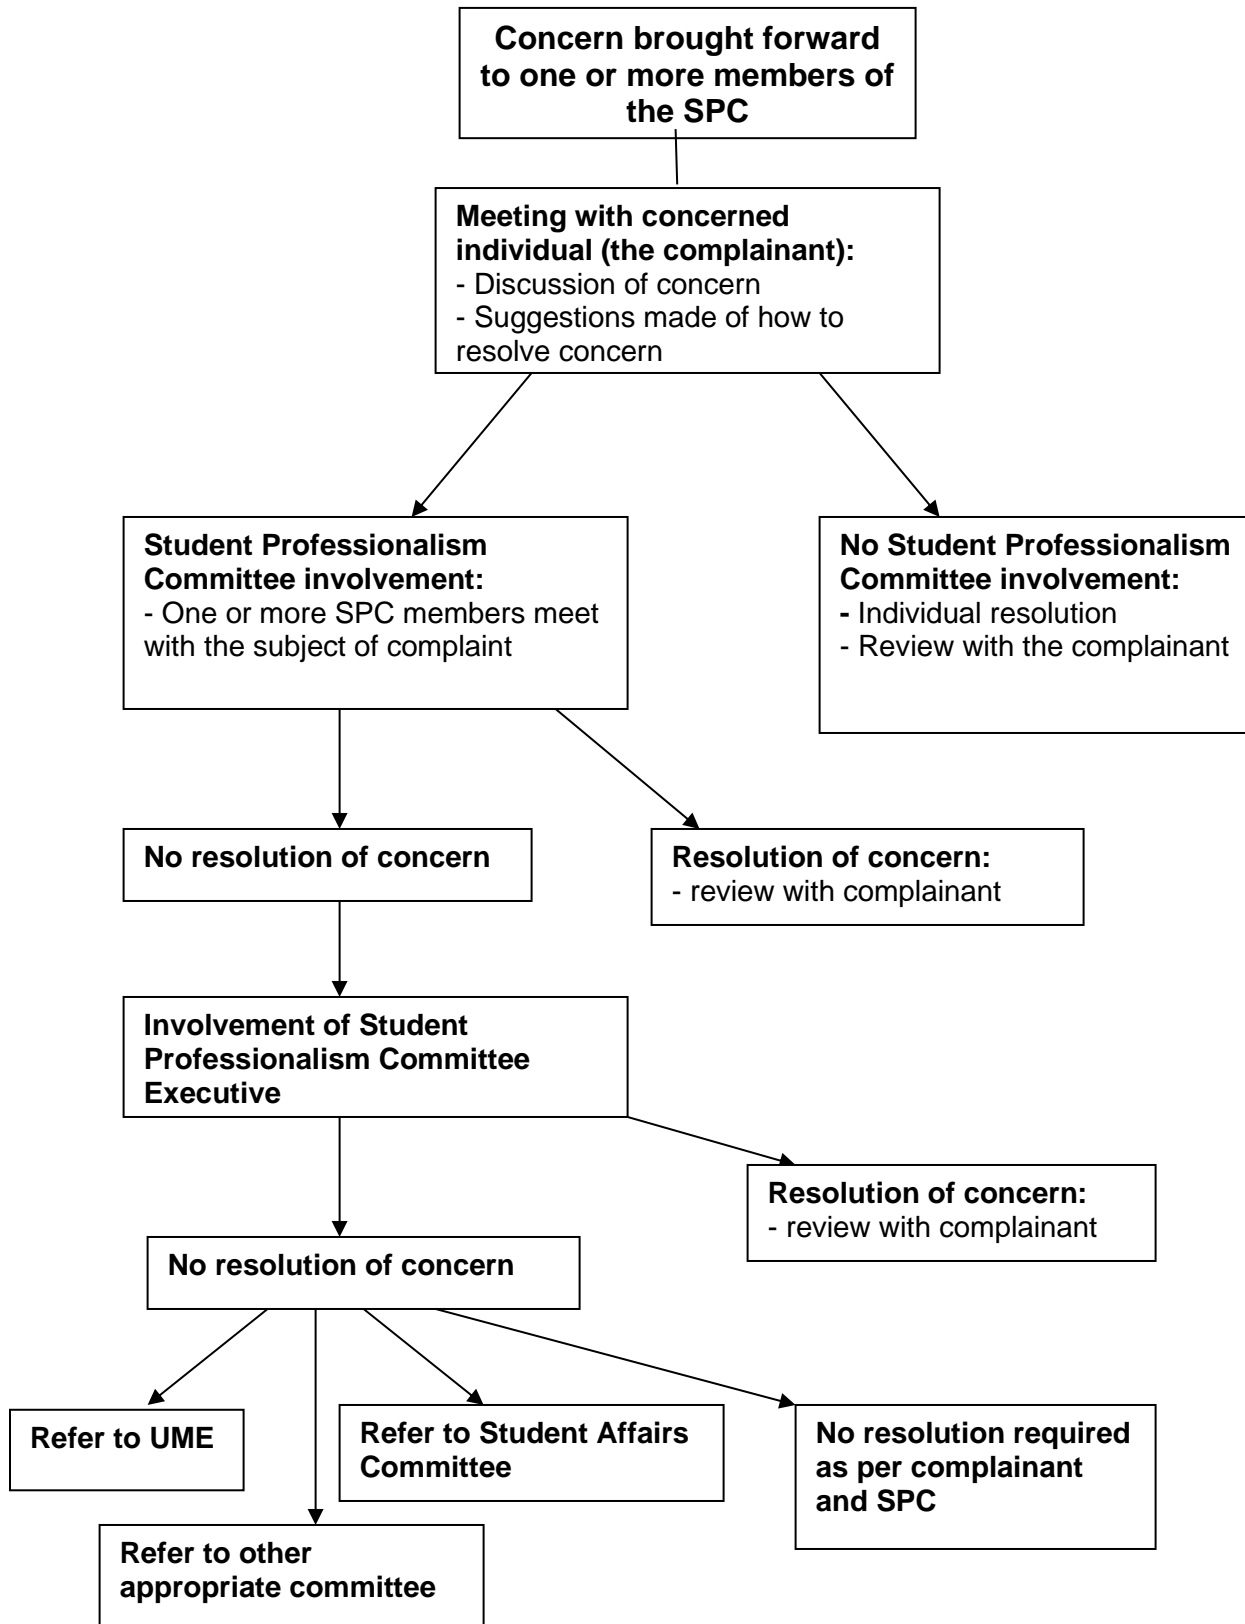 Concern brought forward
to one or more members of
the SPC
Meeting with concerned
individual (the complainant):
- Discussion of concern
- Suggestions made of how to
resolve concern
Student Professionalism
Committee involvement:
- One or more SPC members meet
with the subject of complaint
No Student Professionalism
Committee involvement:
- Individual resolution
- Review with the complainant
No resolution of concern
Resolution of concern:
- review with complainant
Involvement of Student
Professionalism Committee
Executive
Resolution of concern:
- review with complainant
No resolution of concern
Refer to UME
Refer to Student Affairs
Committee
No resolution required
as per complainant
and SPC
Refer to other
appropriate committee